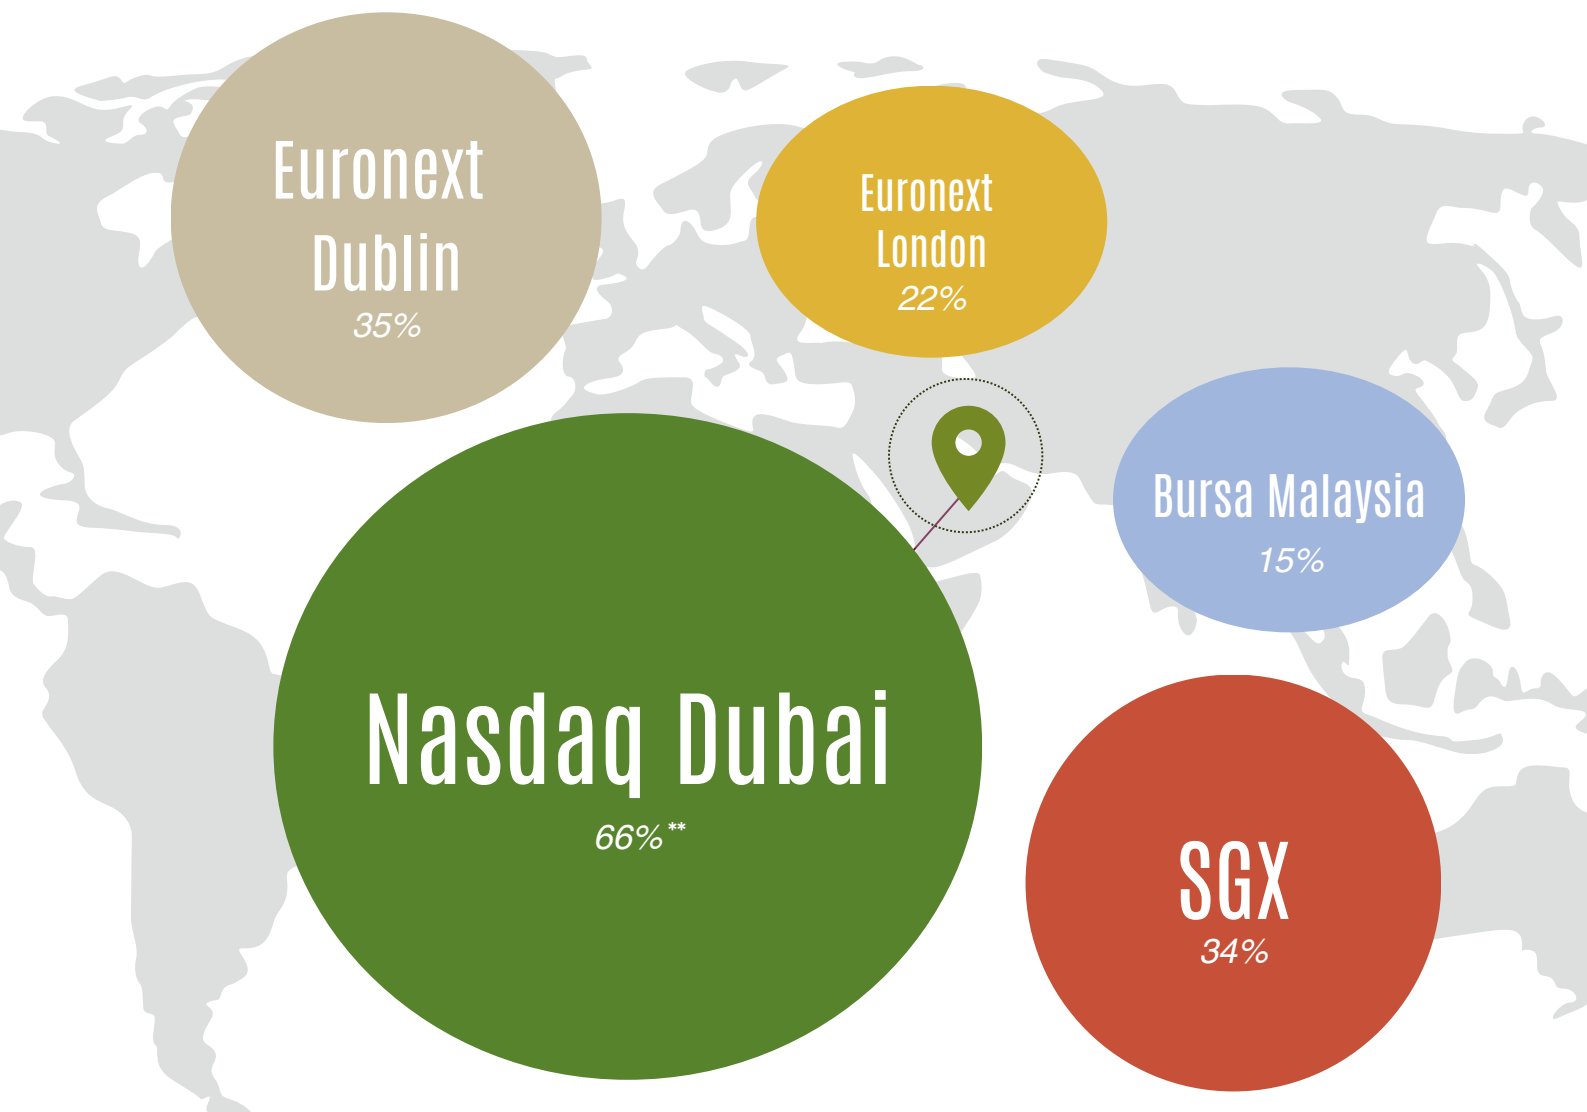 Euronext
Dublin
35%
Euronext
London
22%
Bursa Malaysia
15%
Nasdaq Dubai
66%**
SGX
34%